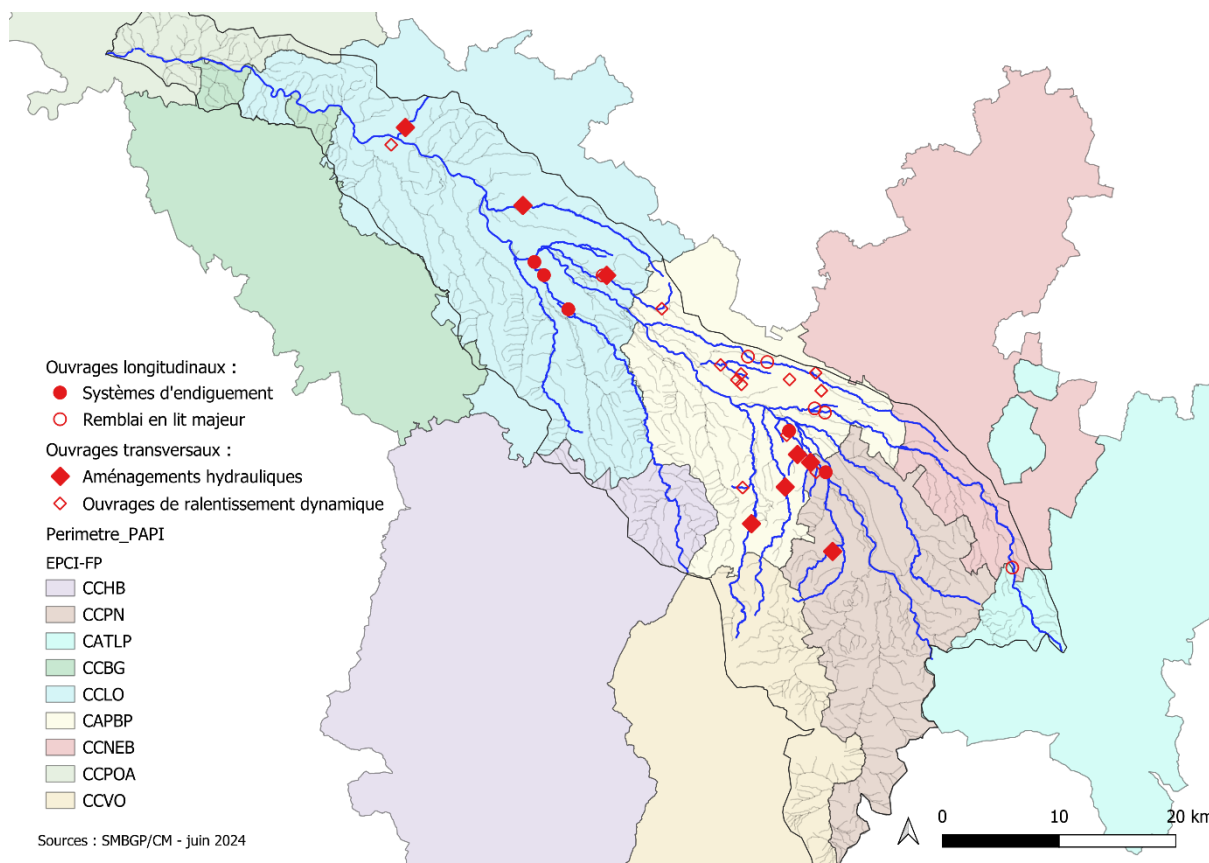 Ouvrages longitudinaux :
Systèmes d'endiguement
Remblai en lit majeur
Ouvrages transversaux :
Aménagements hydrauliques
Ouvrages de ralentissement dynamique
Perimetre_PAPI
EPCI-FP
CCHB
CCPN
CATLP
CCBG
CCLO
CAPBP
CCNEB
CCPOA
CCVO
Sources : SMBGP/CM - juin 2024
0 10 20 km